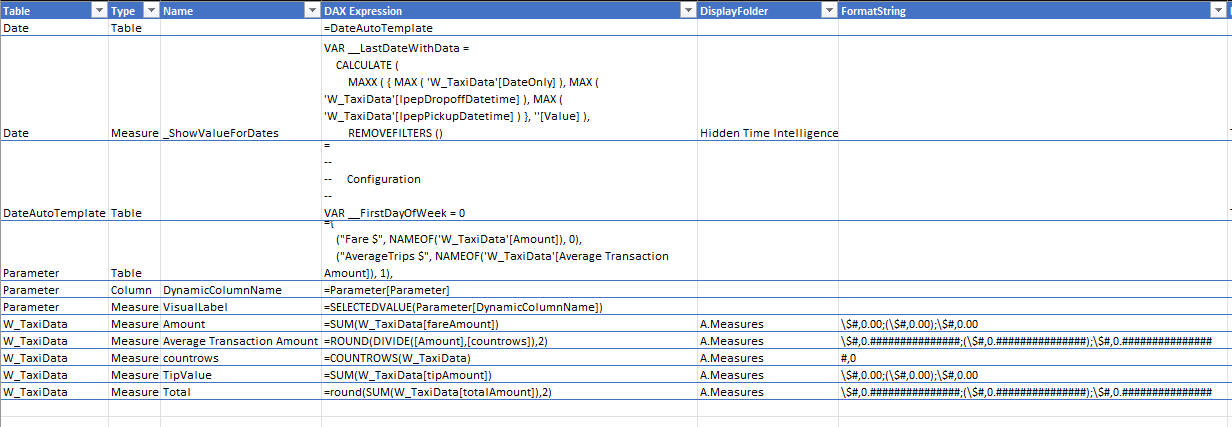 Table Type Name DAX Expression DisplayFolder FormatString
Date Table =DateAutoTemplate
VAR __LastDateWithData =
CALCULATE (
MAXX ( { MAX ( 'W_TaxiData'[DateOnly] ), MAX (
'W_TaxiData'[lpepDropoffDatetime] ), MAX (
'W_TaxiData'[lpepPickupDatetime] ) }, ''[Value] ),
Date Measure _ShowValueForDates REMOVEFILTERS () Hidden Time Intelligence
=
--
-- Configuration
--
DateAutoTemplate Table VAR __FirstDayOfWeek = 0
={
("Fare $", NAMEOF('W_TaxiData'[Amount]), 0),
("AverageTrips $", NAMEOF('W_TaxiData'[Average Transaction
Parameter Table Amount]), 1),
Parameter Column DynamicColumnName =Parameter[Parameter]
Parameter Measure VisualLabel =SELECTEDVALUE(Parameter[DynamicColumnName])
W_TaxiData Measure Amount =SUM(W_TaxiData[fareAmount]) A.Measures \$#,0.00;(\$#,0.00);\$#,0.00
W_TaxiData Measure Average Transaction Amount =ROUND(DIVIDE([Amount],[countrows]),2) A.Measures \$#,0.###############;(\$#,0.###############);\$#,0.###############
W_TaxiData Measure countrows =COUNTROWS(W_TaxiData) A.Measures #,0
W_TaxiData Measure TipValue =SUM(W_TaxiData[tipAmount]) A.Measures \$#,0.00;(\$#,0.00);\$#,0.00
W_TaxiData Measure Total =round(SUM(W_TaxiData[totalAmount]),2) A.Measures \$#,0.###############;(\$#,0.###############);\$#,0.###############